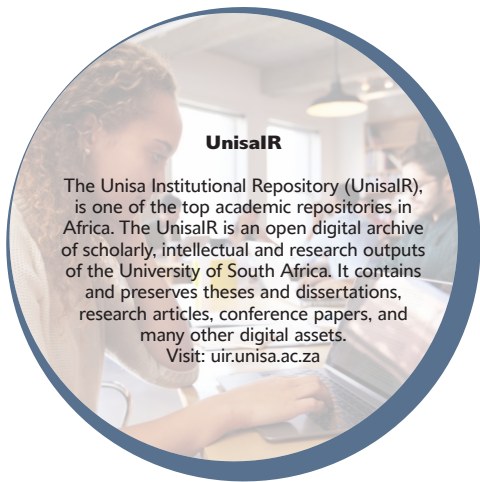 UnisaIR
The Unisa Institutional Repository (UnisaIR),
is one of the top academic repositories in
Africa. The UnisaIR is an open digital archive
of scholarly, intellectual and research outputs
of the University of South Africa. It contains
and preserves theses and dissertations,
research articles, conference papers, and
many other digital assets.
Visit: uir.unisa.ac.za